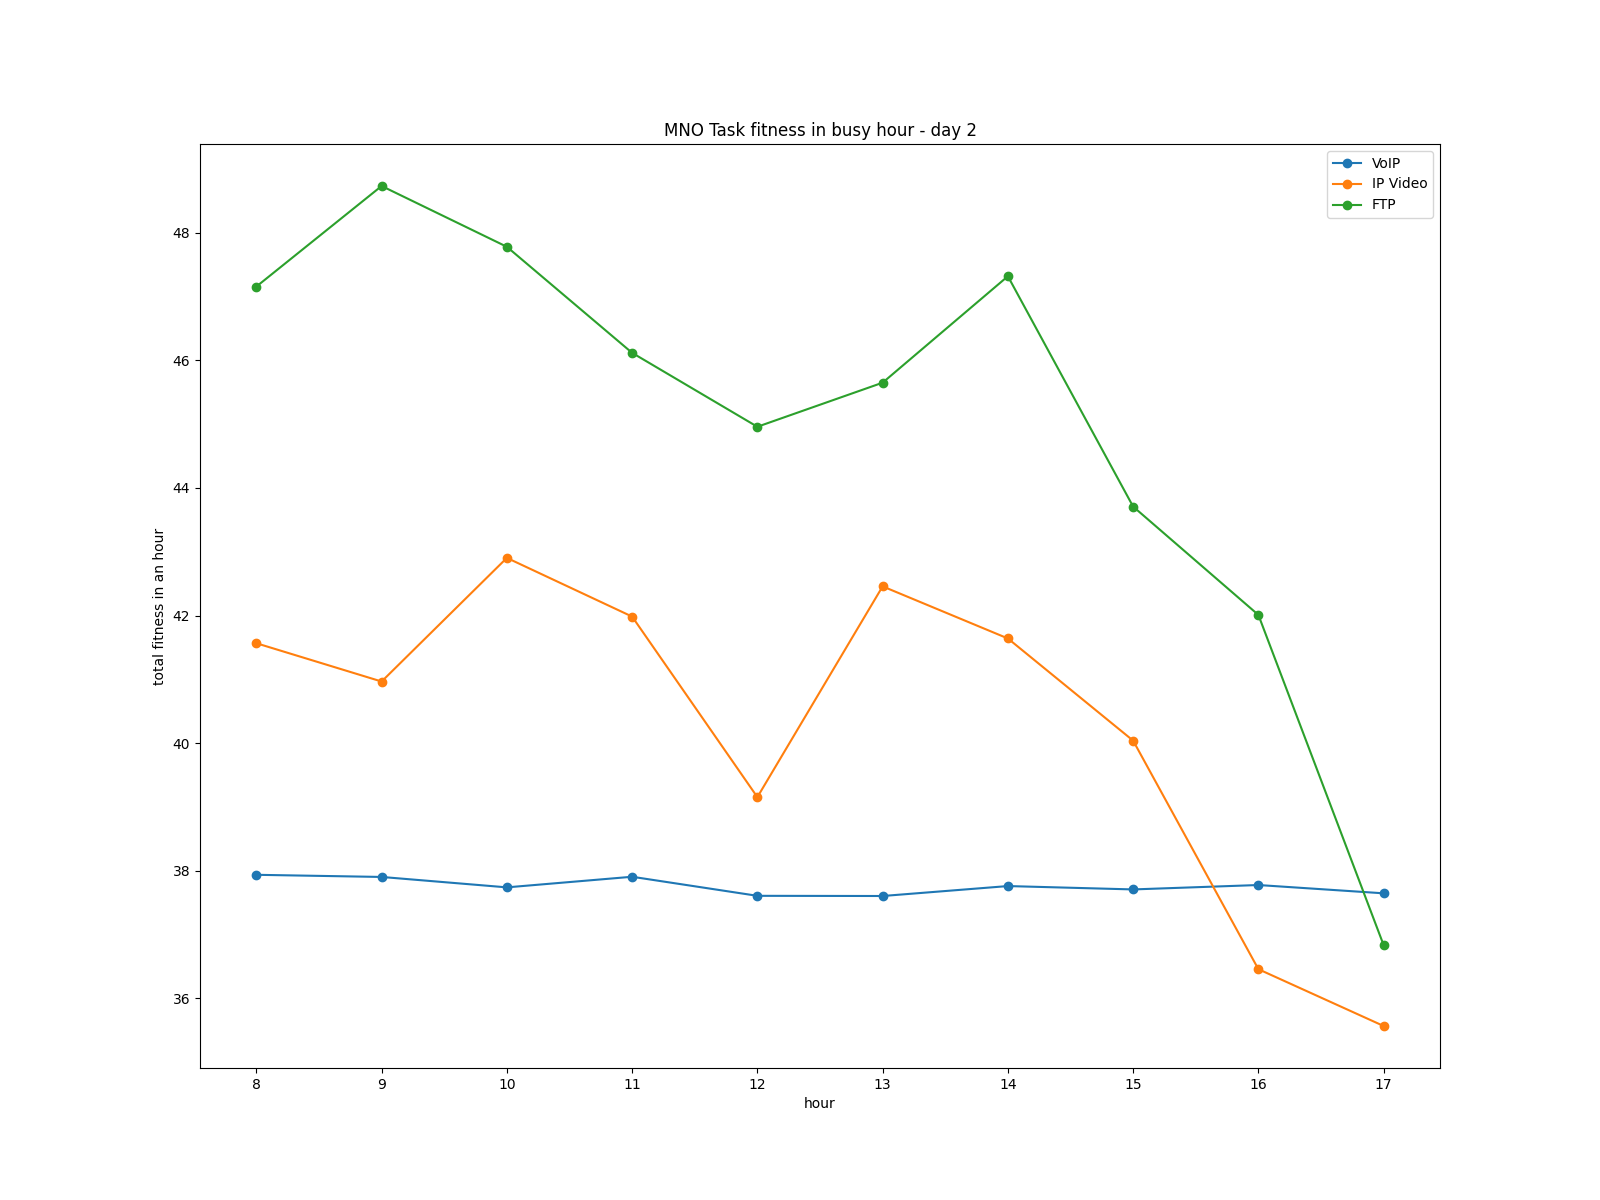 MNO Task fitness in busy hour - day 2
VoIP
IP Video
FTP
48
46
44
42
40
38
36
total fitness in an hour
8 9 10 11 12 13 14 15 16 17
hour